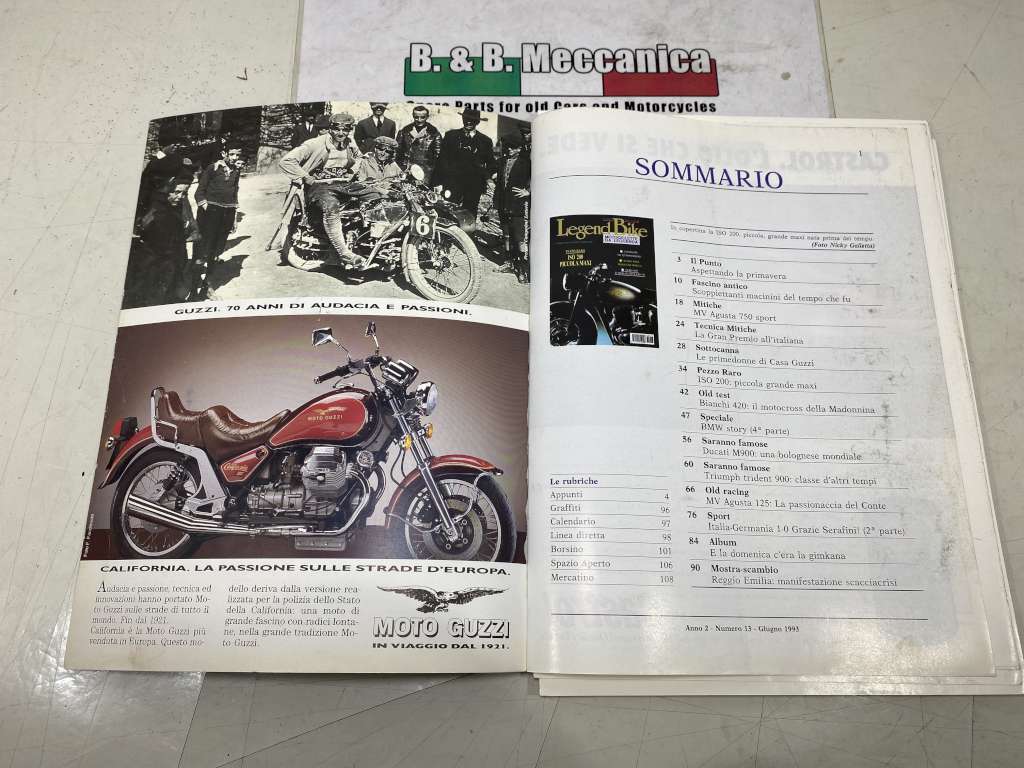 B. & B. Meccanica
Spare Parts for old Cars and Motorcycles
6
GUZZI. 70 ANNI DI AUDACIA E PASSIONI.
MOTO GUZZI
California
CALIFORNIA. LA PASSIONE SULLE STRADE D'EUROPA.
Audacia e passione, tecnica ed
innovazioni hanno portato Mo-
to Guzzi sulle strade di tutto il
mondo. Fin dal 1921.
California è la Moto Guzzi più
venduta in Europa. Questo mo-
dello deriva dalla versione rea-
lizzata per la polizia dello Stato
della California: una moto di
grande fascino con radici lonta-
ne, nella grande tradizione Mo-
to Guzzi.
MOTO GUZZI
IN VIAGGIO DAL 1921.
CASTROL, CHE SI VEDE.
1
SOMMARIO
Legend Bike
ISO 200
PICCOLA MAXI
In copertina la ISO 200, piccola, grande maxi nata prima dei tempi.
(Foto Nicky Galletta)
3 Il Punto
Aspettando la primavera
10 Fascino antico
Scoppiettanti macinini del tempo che fu
18 Mitiche
MV Agusta 750 sport
24 Tecnica Mitiche
La Gran Premio all'italiana
28 Sottocanna
Le primedonne di Casa Guzzi
34 Pezzo Raro
ISO 200: piccola grande maxi
42 Old test
Bianchi 420: il motocross della Madonnina
47 Speciale
BMW story (4ª parte)
56 Saranno famose
Ducati M900: una bolognese mondiale
60 Saranno famose
Triumph trident 900: classe d'altri tempi
66 Old racing
MV Agusta 125: La passionaccia del Conte
76 Sport
Italia-Germania 1-0 Grazie Serafini! (2ª parte)
84 Album
E la domenica c'era la gimkana
90 Mostra-scambio
Reggio Emilia: manifestazione scacciacrisi
Le rubriche
Appunti 4
Graffiti 96
Calendario 97
Linea diretta 98
Borsino 101
Spazio Aperto 106
Mercatino 108
Anno 2 - Numero 13 - Giugno 1993